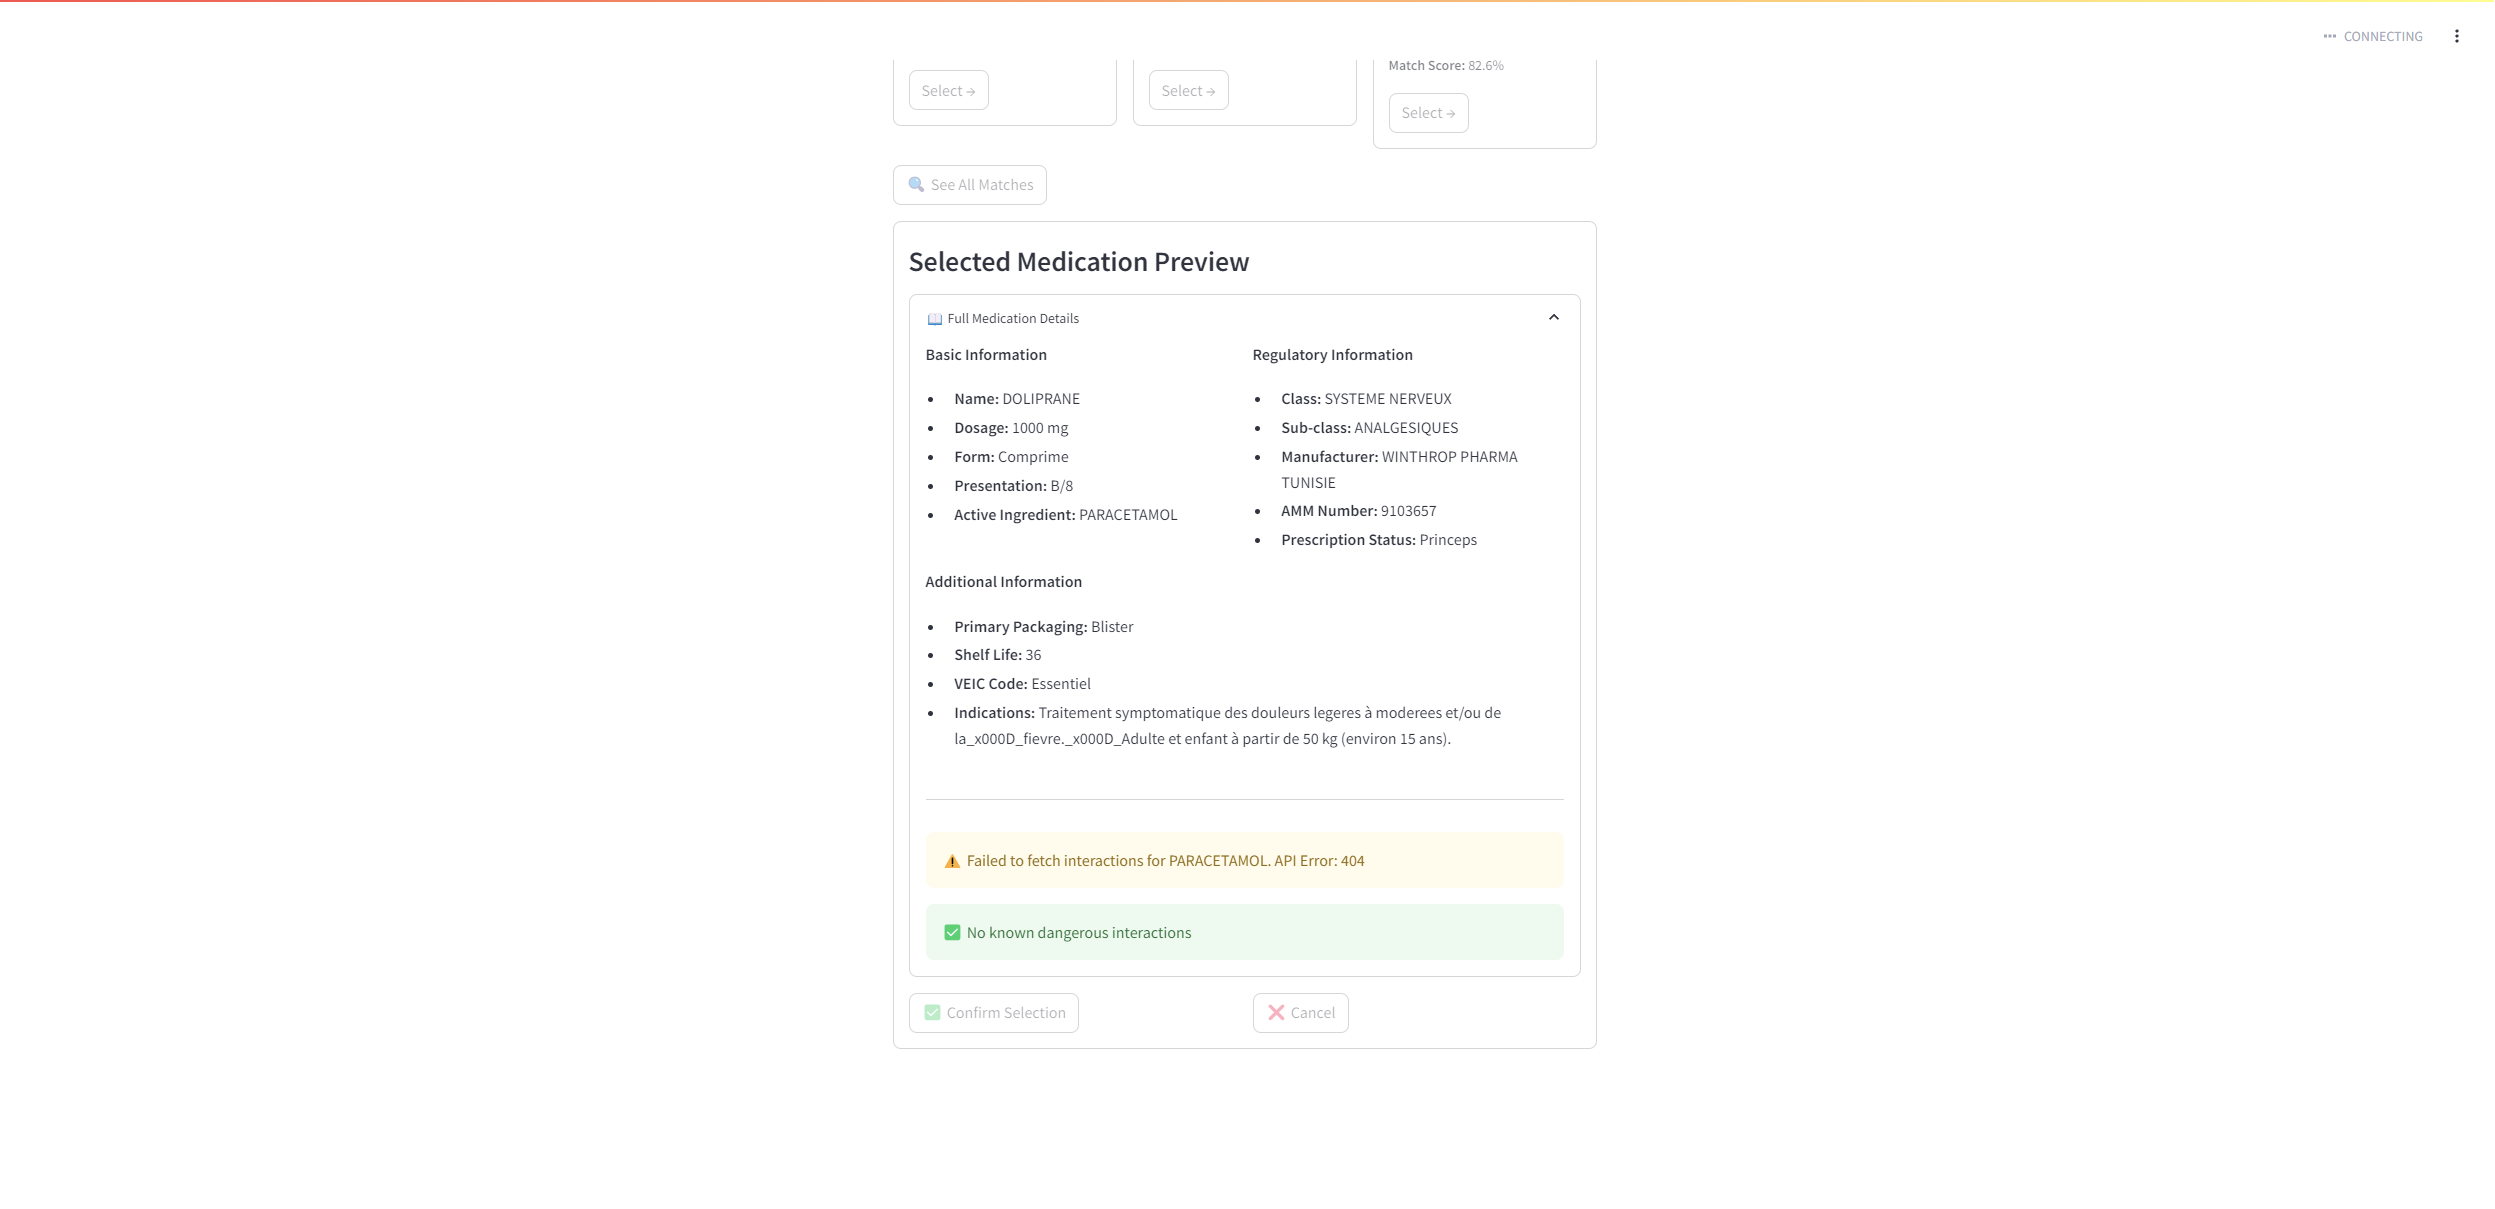 CONNECTING
Match Score: 82.6%
Select →
Select →
Select →
See All Matches
Selected Medication Preview
Full Medication Details
Basic Information
Name: DOLIPRANE
Dosage: 1000 mg
Form: Comprime
Presentation: B/8
Active Ingredient: PARACETAMOL
Regulatory Information
Class: SYSTEME NERVEUX
Sub-class: ANALGESIQUES
Manufacturer: WINTHROP PHARMA
TUNISIE
AMM Number: 9103657
Prescription Status: Princeps
Additional Information
Primary Packaging: Blister
Shelf Life: 36
VEIC Code: Essentiel
Indications: Traitement symptomatique des douleurs legeres à moderees et/ou de
la_x000D_fievre._x000D_Adulte et enfant à partir de 50 kg (environ 15 ans).
Failed to fetch interactions for PARACETAMOL. API Error: 404
No known dangerous interactions
Confirm Selection
Cancel